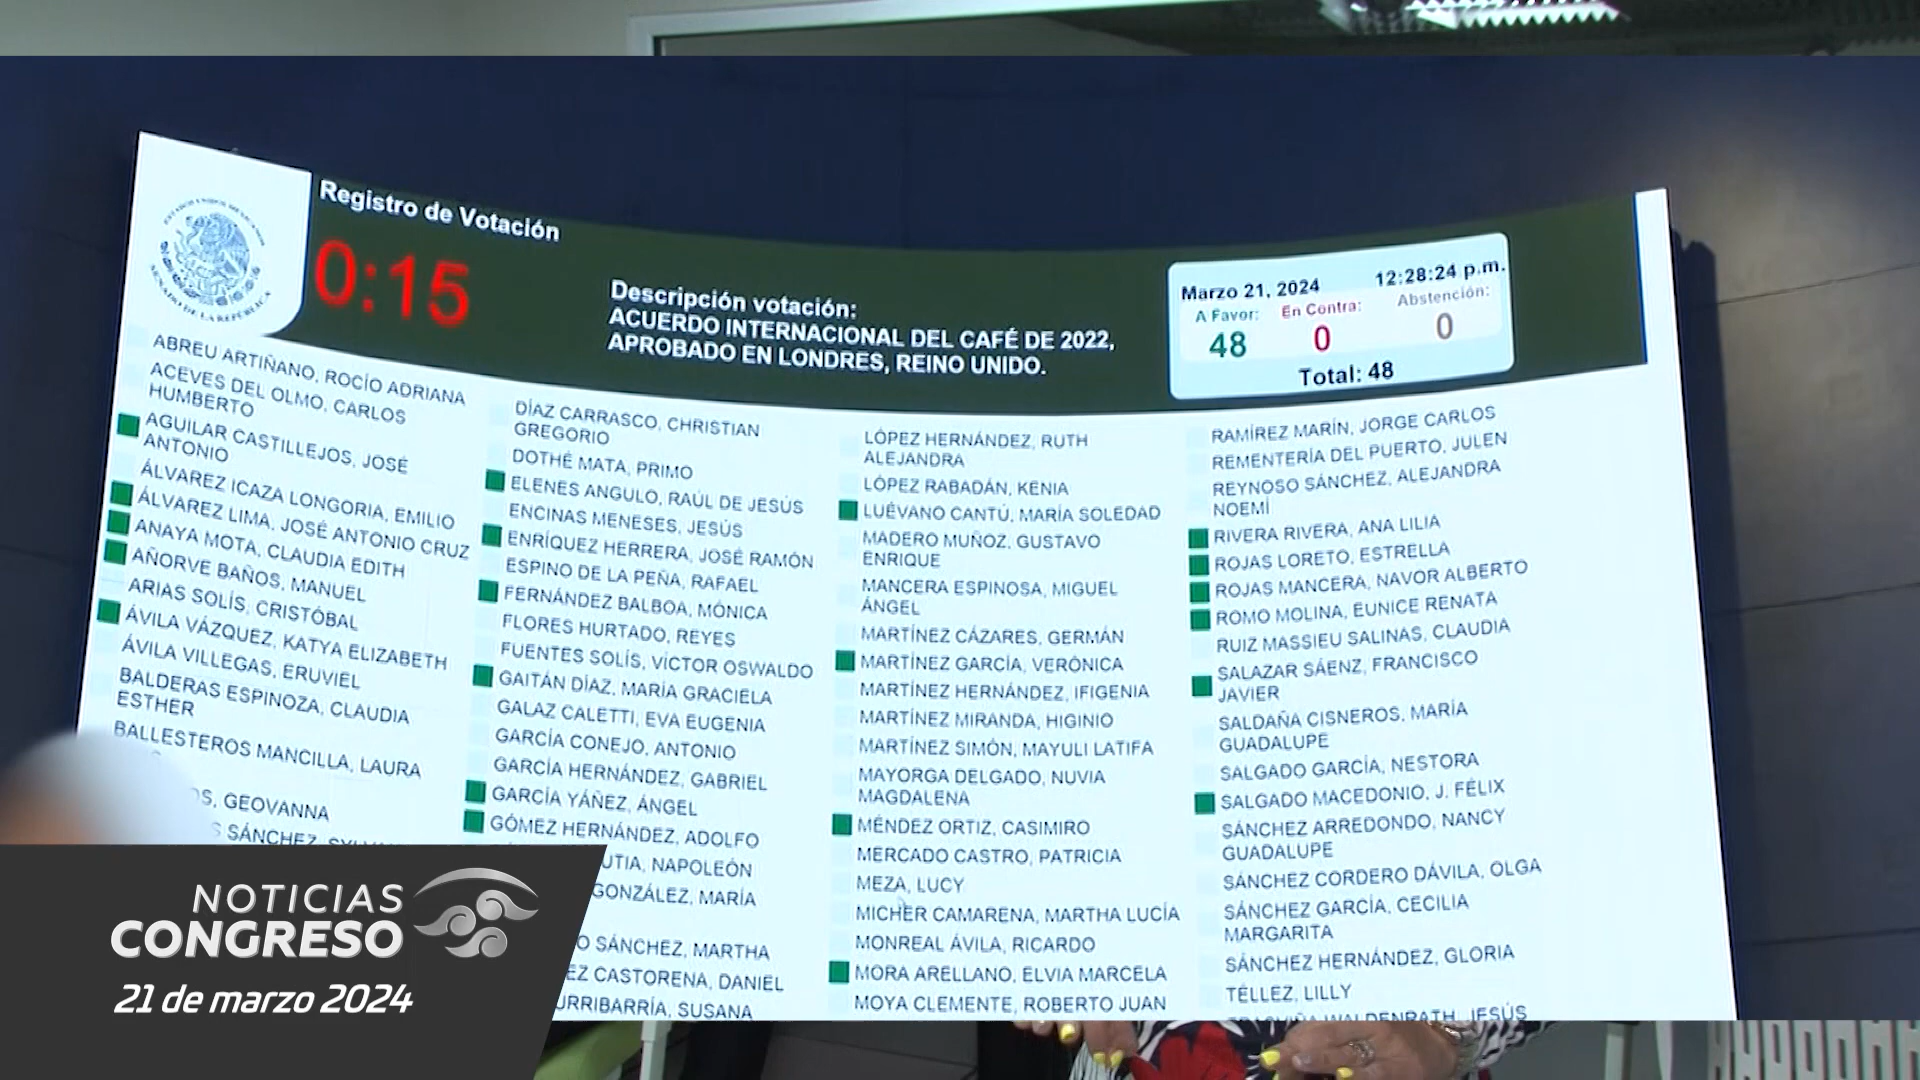 Registro de Votación
0:15
Descripción votación:
ACUERDO INTERNACIONAL DEL CAFÉ DE 2022,
APROBADO EN LONDRES, REINO UNIDO.
Marzo 21, 2024 12:28:24 p.m.
A Favor: En Contra: Abstención:
48 0 0
Total: 48
ESTADOS UNIDOS MEXICANOS
SENADO DE LA REPÚBLICA
ABREU ARTIÑANO, ROCÍO ADRIANA
ACEVES DEL OLMO, CARLOS
HUMBERTO
AGUILAR CASTILLEJOS, JOSÉ
ANTONIO
ÁLVAREZ ICAZA LONGORIA, EMILIO
ÁLVAREZ LIMA, JOSÉ ANTONIO CRUZ
ANAYA MOTA, CLAUDIA EDITH
AÑORVE BAÑOS, MANUEL
ARIAS SOLÍS, CRISTÓBAL
ÁVILA VÁZQUEZ, KATYA ELIZABETH
ÁVILA VILLEGAS, ERUVIEL
BALDERAS ESPINOZA, CLAUDIA
ESTHER
BALLESTEROS MANCILLA, LAURA
OS, GEOVANNA
SÁNCHEZ,
DÍAZ CARRASCO, CHRISTIAN
GREGORIO
DOTHÉ MATA, PRIMO
ELENES ANGULO, RAÚL DE JESÚS
ENCINAS MENESES, JESÚS
ENRÍQUEZ HERRERA, JOSÉ RAMÓN
ESPINO DE LA PEÑA, RAFAEL
FERNÁNDEZ BALBOA, MÓNICA
FLORES HURTADO, REYES
FUENTES SOLÍS, VÍCTOR OSWALDO
GAITÁN DÍAZ, MARÍA GRACIELA
GALAZ CALETTI, EVA EUGENIA
GARCÍA CONEJO, ANTONIO
GARCÍA HERNÁNDEZ, GABRIEL
GARCÍA YÁÑEZ, ÁNGEL
GÓMEZ HERNÁNDEZ, ADOLFO
UTIA, NAPOLEÓN
GONZÁLEZ, MARÍA
O SÁNCHEZ, MARTHA
EZ CASTORENA, DANIEL
URRIBARRÍA, SUSANA
LÓPEZ HERNÁNDEZ, RUTH
ALEJANDRA
LÓPEZ RABADÁN, KENIA
LUÉVANO CANTÚ, MARÍA SOLEDAD
MADERO MUÑOZ, GUSTAVO
ENRIQUE
MANCERA ESPINOSA, MIGUEL
ÁNGEL
MARTÍNEZ CÁZARES, GERMÁN
MARTÍNEZ GARCÍA, VERÓNICA
MARTÍNEZ HERNÁNDEZ, IFIGENIA
MARTÍNEZ MIRANDA, HIGINIO
MARTÍNEZ SIMÓN, MAYULI LATIFA
MAYORGA DELGADO, NUVIA
MAGDALENA
MÉNDEZ ORTIZ, CASIMIRO
MERCADO CASTRO, PATRICIA
MEZA, LUCY
MICHER CAMARENA, MARTHA LUCÍA
MONREAL ÁVILA, RICARDO
MORA ARELLANO, ELVIA MARCELA
MOYA CLEMENTE, ROBERTO JUAN
RAMÍREZ MARÍN, JORGE CARLOS
REMENTERÍA DEL PUERTO, JULEN
REYNOSO SÁNCHEZ, ALEJANDRA
NOEMÍ
RIVERA RIVERA, ANA LILIA
ROJAS LORETO, ESTRELLA
ROJAS MANCERA, NAVOR ALBERTO
ROMO MOLINA, EUNICE RENATA
RUIZ MASSIEU SALINAS, CLAUDIA
SALAZAR SÁENZ, FRANCISCO
JAVIER
SALDAÑA CISNEROS, MARÍA
GUADALUPE
SALGADO GARCÍA, NESTORA
SALGADO MACEDONIO, J. FÉLIX
SÁNCHEZ ARREDONDO, NANCY
GUADALUPE
SÁNCHEZ CORDERO DÁVILA, OLGA
SÁNCHEZ GARCÍA, CECILIA
MARGARITA
SÁNCHEZ HERNÁNDEZ, GLORIA
TÉLLEZ, LILLY
WALDENRATH, JESÚS
NOTICIAS
CONGRESO
21 de marzo 2024